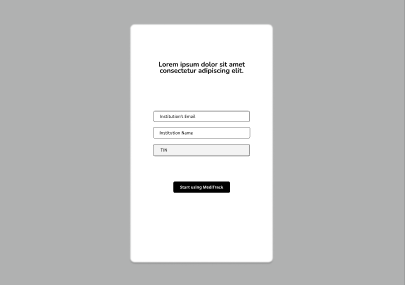 Lorem ipsum dolor sit amet
consectetur adipiscing elit.
Institution's Email
Institution Name
TIN
Start using MediTrack